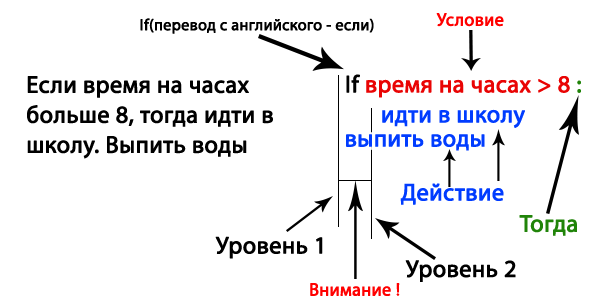 If(перевод с английского - если)
Условие
Если время на часах
больше 8, тогда идти в
школу. Выпить воды
If время на часах > 8 :
идти в школу
выпить воды
Действие
Тогда
Уровень 1
Уровень 2
Внимание !